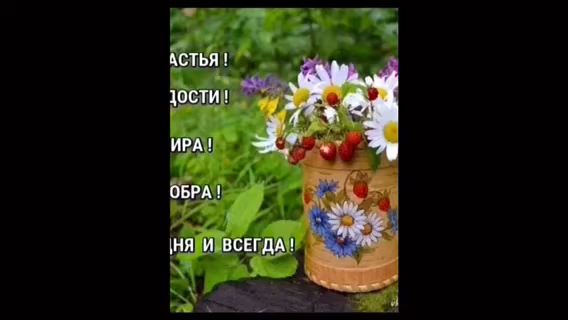 АСТЬЯ !
ДОСТИ !
ИРА !
ОБРА !
ДНЯ И ВСЕГДА !